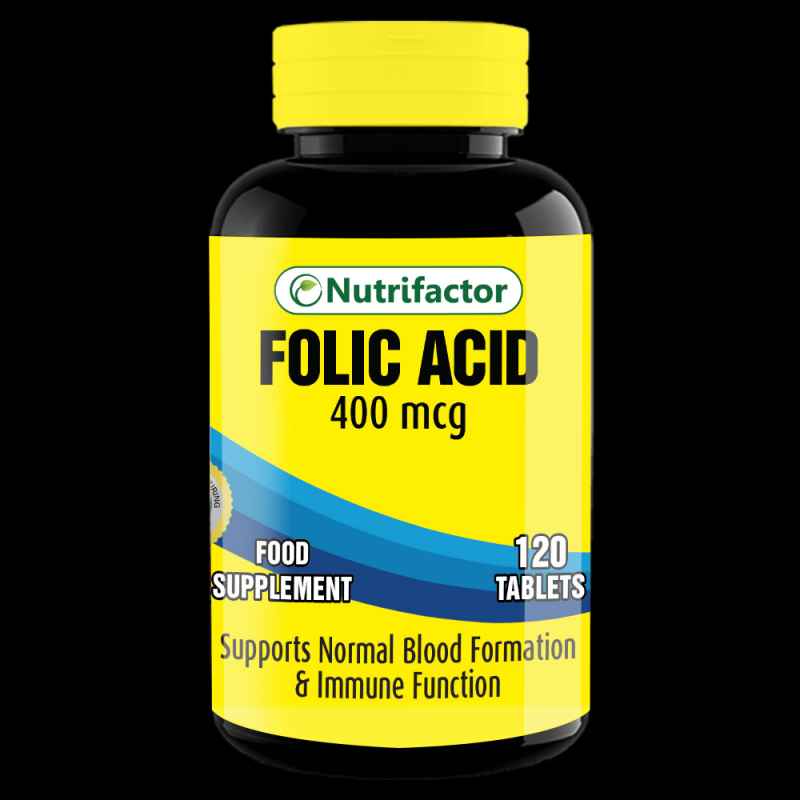 Nutrifactor
FOLIC ACID
400 mcg
FOOD
SUPPLEMENT
120
TABLETS
Supports Normal Blood Formation
& Immune Function